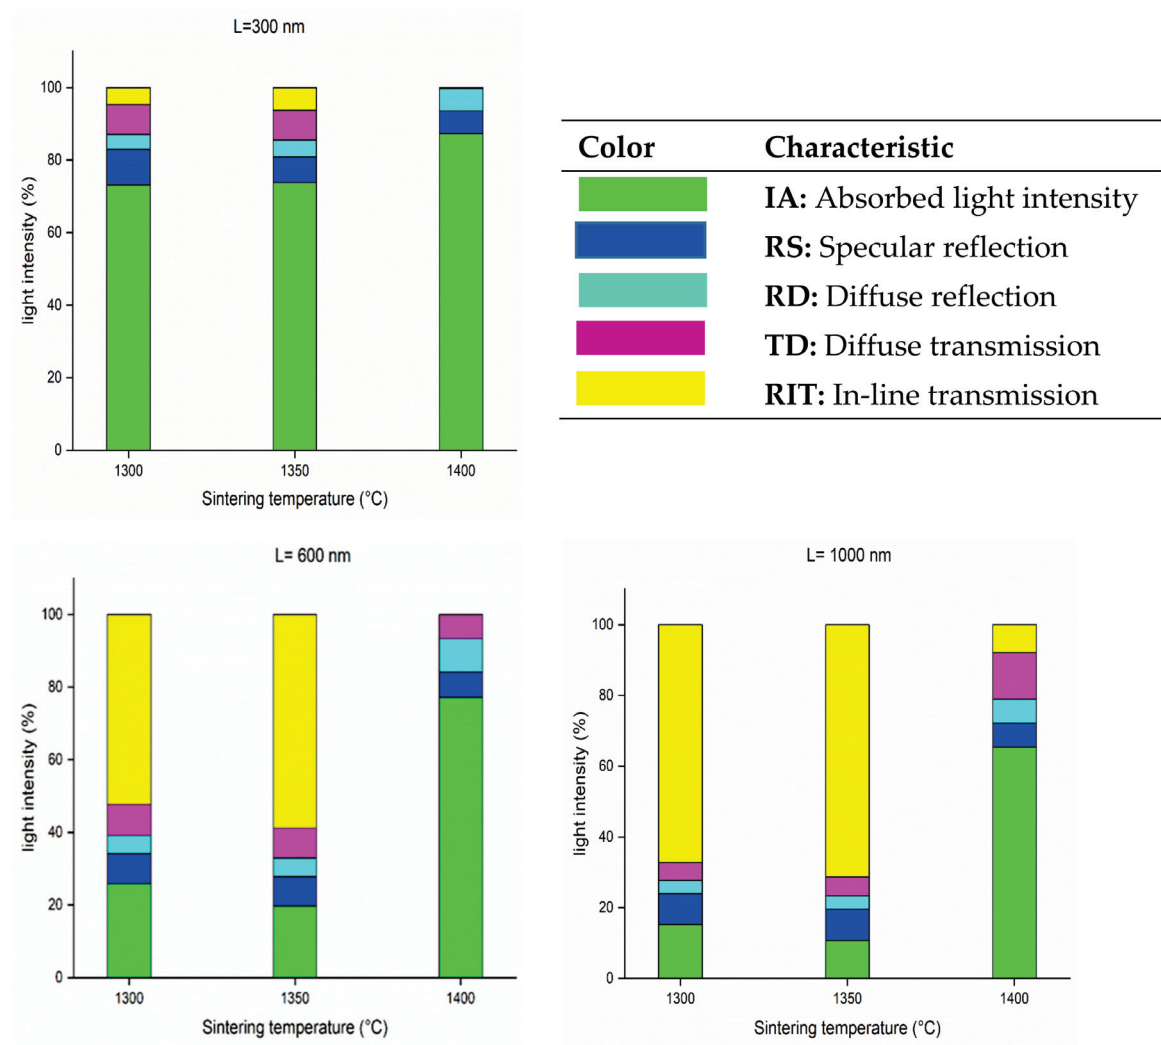 L=300 nm
100
80
60
40
20
0
light intensity (%)
1300 1350 1400
Sintering temperature (°C)
Color Characteristic
IA: Absorbed light intensity
RS: Specular reflection
RD: Diffuse reflection
TD: Diffuse transmission
RIT: In-line transmission
L= 600 nm
100
80
60
40
20
0
light intensity (%)
1300 1350 1400
Sintering temperature (°C)
L= 1000 nm
100
80
60
40
20
0
light intensity (%)
1300 1350 1400
Sintering temperature (°C)